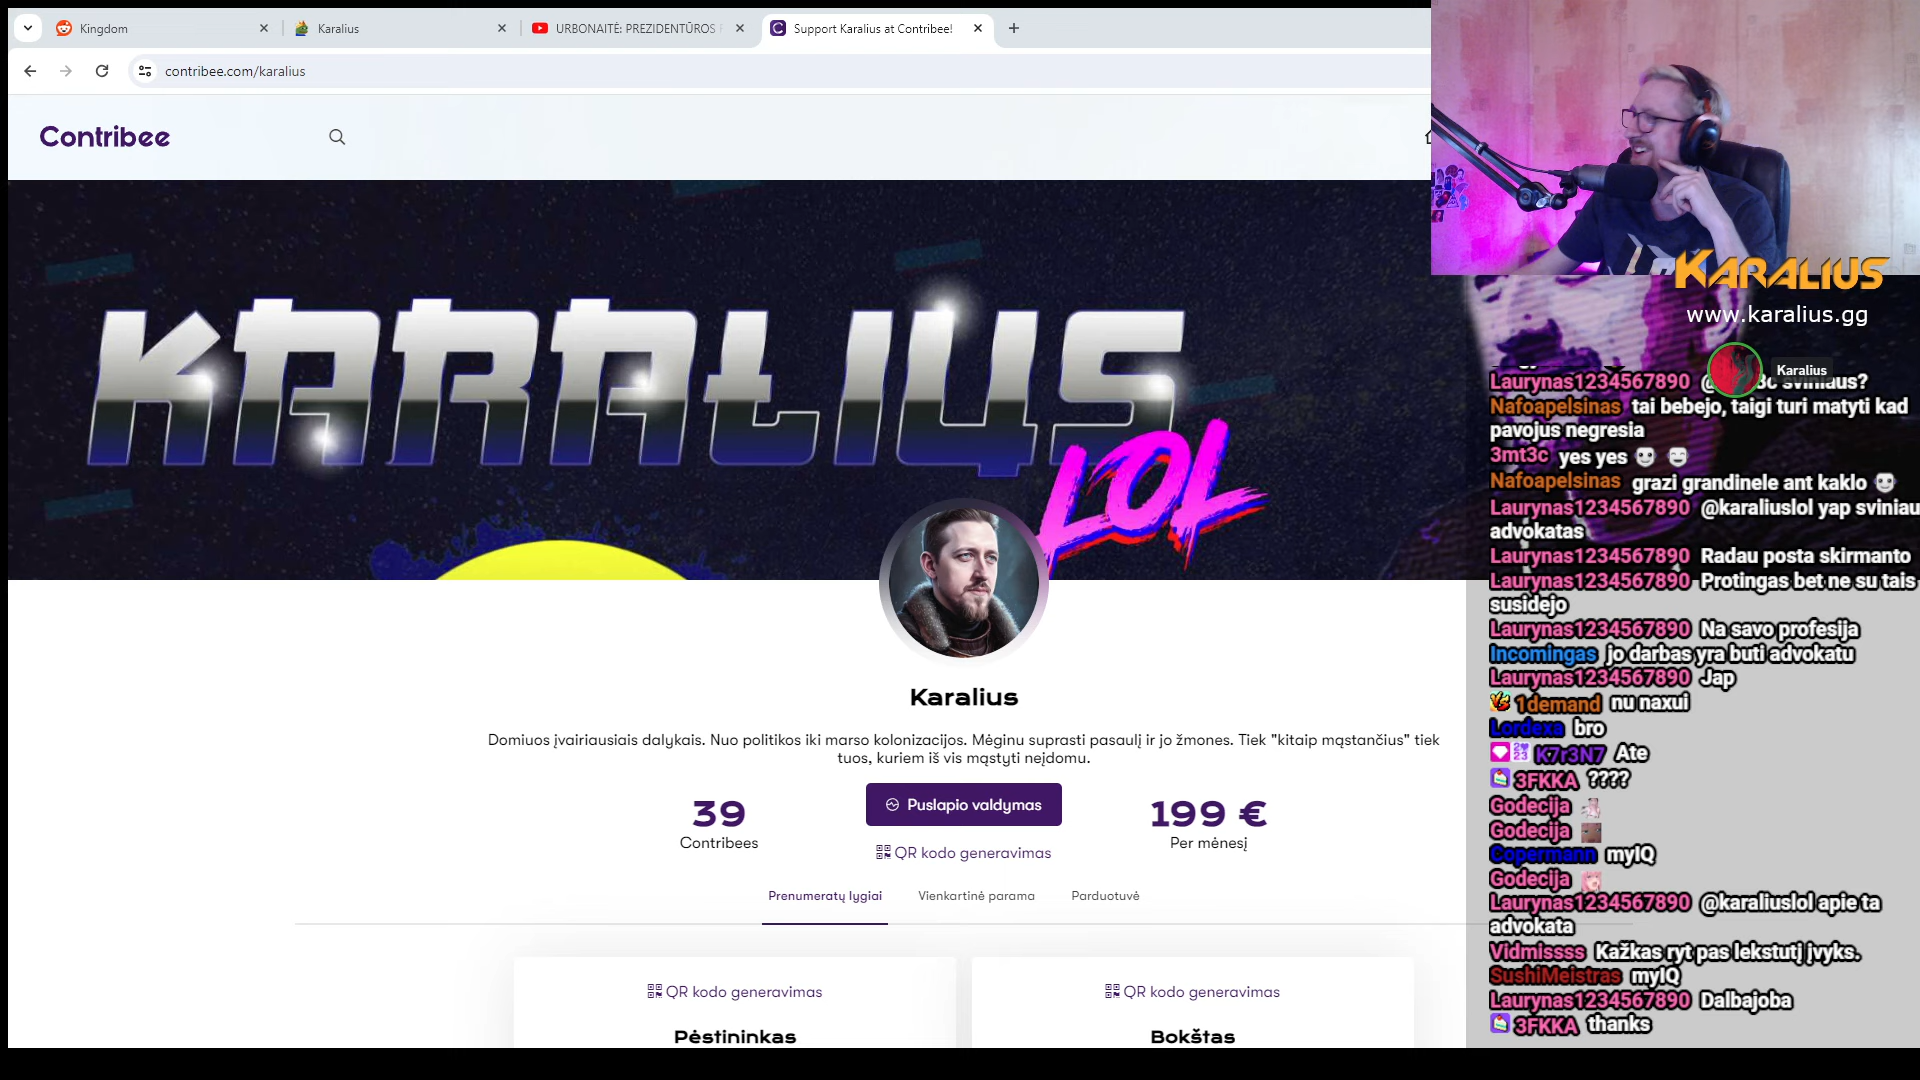 Kingdom
Karalius
URBONAITĖ: PREZIDENTŪROS
Support Karalius at Contribee!
contribee.com/karalius
Contribee
KARALIUS
LOL
KARALIUS
www.karalius.gg
Karalius
Karalius
Domiuos įvairiausiais dalykais. Nuo politikos iki marso kolonizacijos. Mėginu suprasti pasaulį ir jo žmones. Tiek "kitaip mąstančius" tiek
tuos, kuriem iš vis mąstyti neįdomu.
39
Contribees
Puslapio valdymas
QR kodo generavimas
199 €
Per mėnesį
Prenumeratų lygiai
Vienkartinė parama
Parduotuvė
QR kodo generavimas
Pėstininkas
QR kodo generavimas
Bokštas
Laurynas1234567890 @ sviniaus?
Nafoapelsinas tai bebejo, taigi turi matyti kad
pavojus negresia
3mt3c yes yes
Nafoapelsinas grazi grandinele ant kaklo
Laurynas1234567890 @karaliuslol yap sviniau
advokatas
Laurynas1234567890 Radau posta skirmanto
Laurynas1234567890 Protingas bet ne su tais
susidejo
Laurynas1234567890 Na savo profesija
Incomingas jo darbas yra buti advokatu
Laurynas1234567890 Jap
1demand nu naxui
Lordexa bro
K7r3N7 Ate
3FKKA ????
Godecija
Godecija
Copermann myIQ
Godecija
Laurynas1234567890 @karaliuslol apie ta
advokata
Vidmissss Kažkas ryt pas lekstutį įvyks.
SushiMeistras myIQ
Laurynas1234567890 Dalbajoba
3FKKA thanks